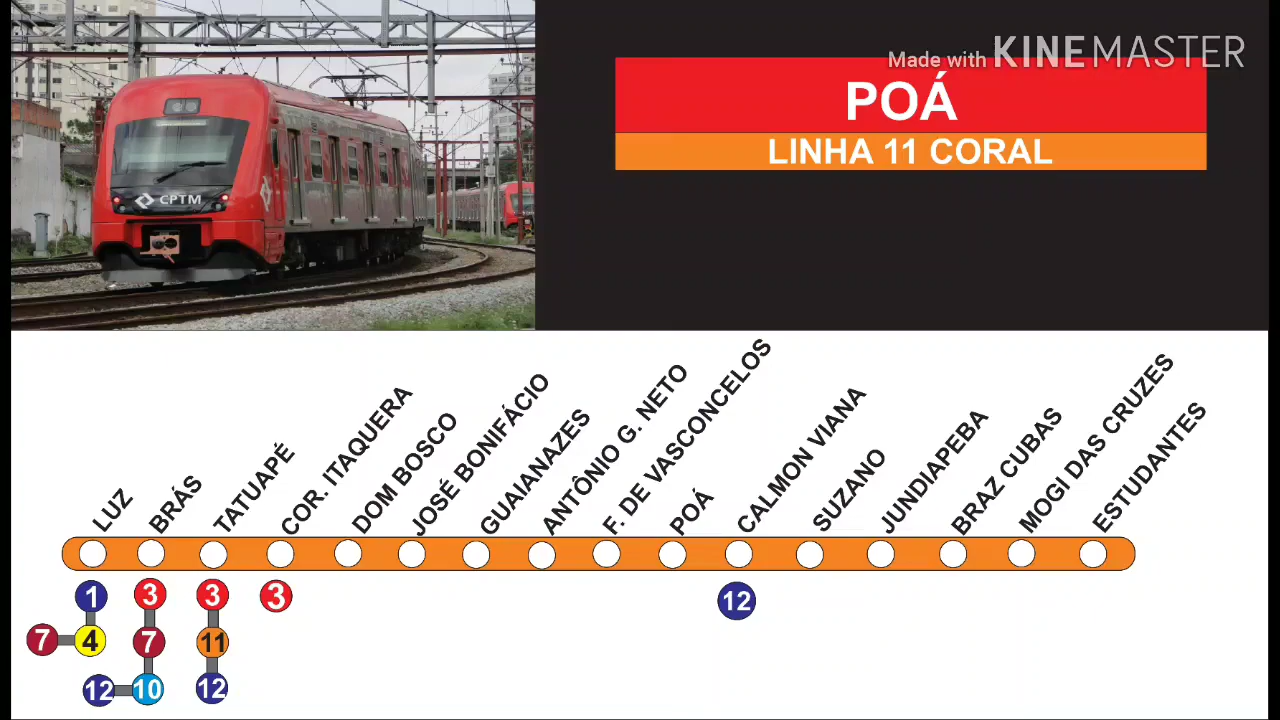 Made with KINEMASTER
POÁ
LINHA 11 CORAL
CPTM
LUZ
BRÁS
TATUAPÉ
COR. ITAQUERA
DOM BOSCO
JOSÉ BONIFÁCIO
GUAIANAZES
ANTÔNIO G. NETO
F. DE VASCONCELOS
POÁ
CALMON VIANA
SUZANO
JUNDIAPEBA
BRAZ CUBAS
MOGI DAS CRUZES
ESTUDANTES
1 3 3 3 12
7 4 7 11
12 10 12